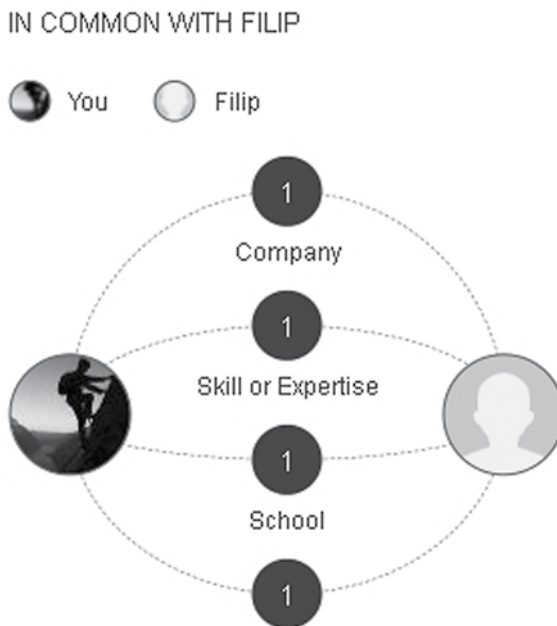 IN COMMON WITH FILIP
You Filip
1
Company
1
Skill or Expertise
1
School
1